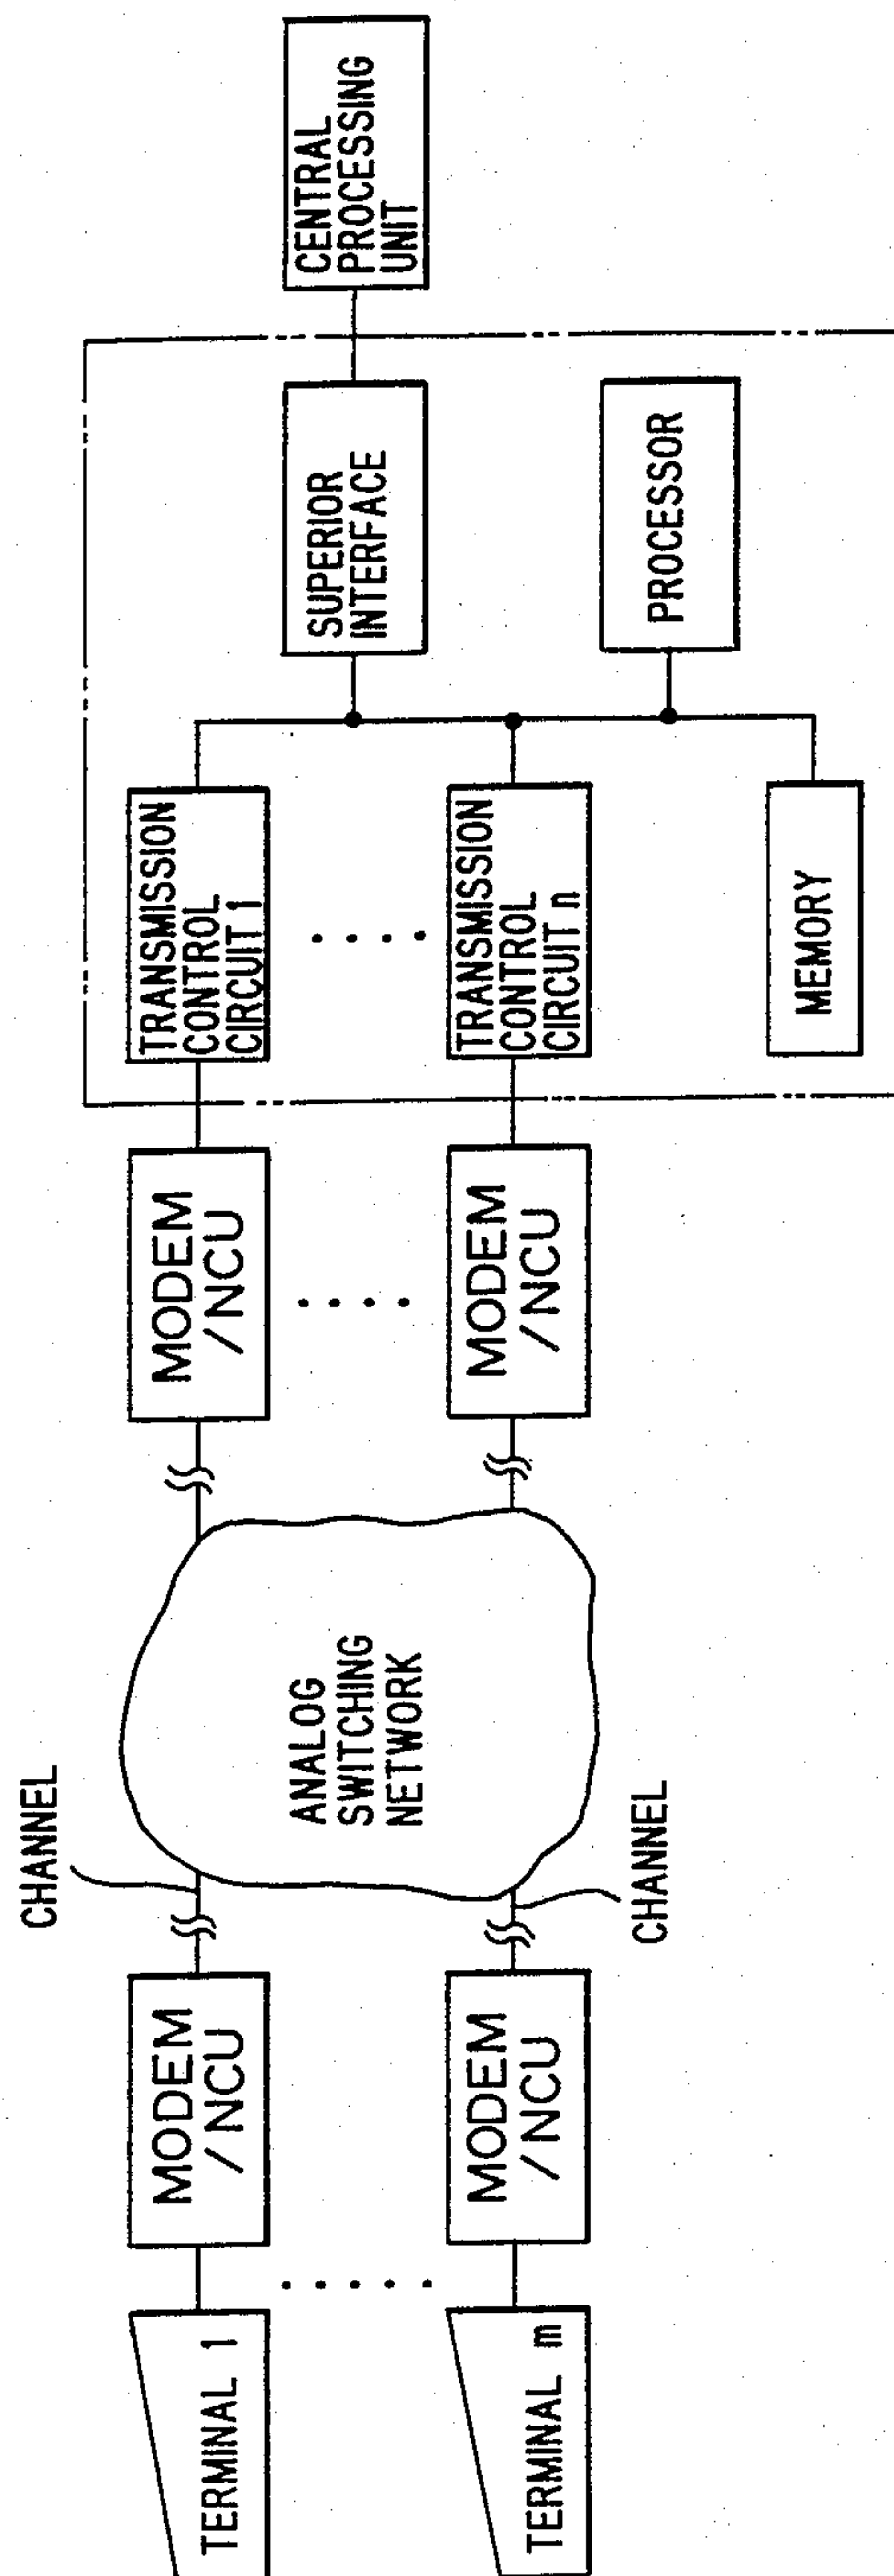 TERMINAL 1
TERMINAL m
MODEM
/NCU
MODEM
/NCU
CHANNEL
CHANNEL
ANALOG
SWITCHING
NETWORK
MODEM
/NCU
MODEM
/NCU
TRANSMISSION
CONTROL
CIRCUIT 1
TRANSMISSION
CONTROL
CIRCUIT n
MEMORY
SUPERIOR
INTERFACE
PROCESSOR
CENTRAL
PROCESSING
UNIT